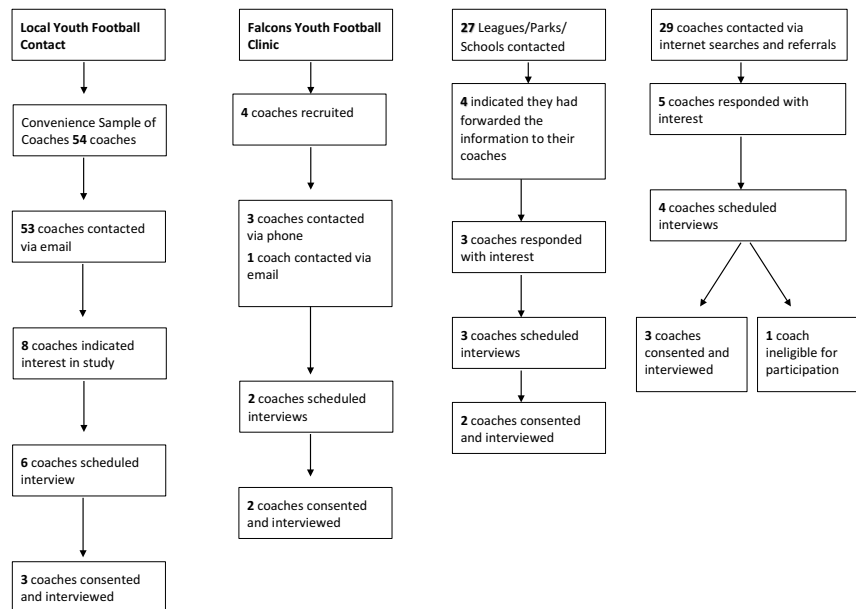 Local Youth Football
Contact
Convenience Sample of
Coaches 54 coaches
53 coaches contacted
via email
8 coaches indicated
interest in study
6 coaches scheduled
interview
3 coaches consented
and interviewed
Falcons Youth Football
Clinic
4 coaches recruited
3 coaches contacted
via phone
1 coach contacted via
email
2 coaches scheduled
interviews
2 coaches consented
and interviewed
27 Leagues/Parks/
Schools contacted
4 indicated they had
forwarded the
information to their
coaches
3 coaches responded
with interest
3 coaches scheduled
interviews
2 coaches consented
and interviewed
29 coaches contacted via
internet searches and referrals
5 coaches responded with
interest
4 coaches scheduled
interviews
3 coaches
consented and
interviewed
1 coach
ineligible for
participation